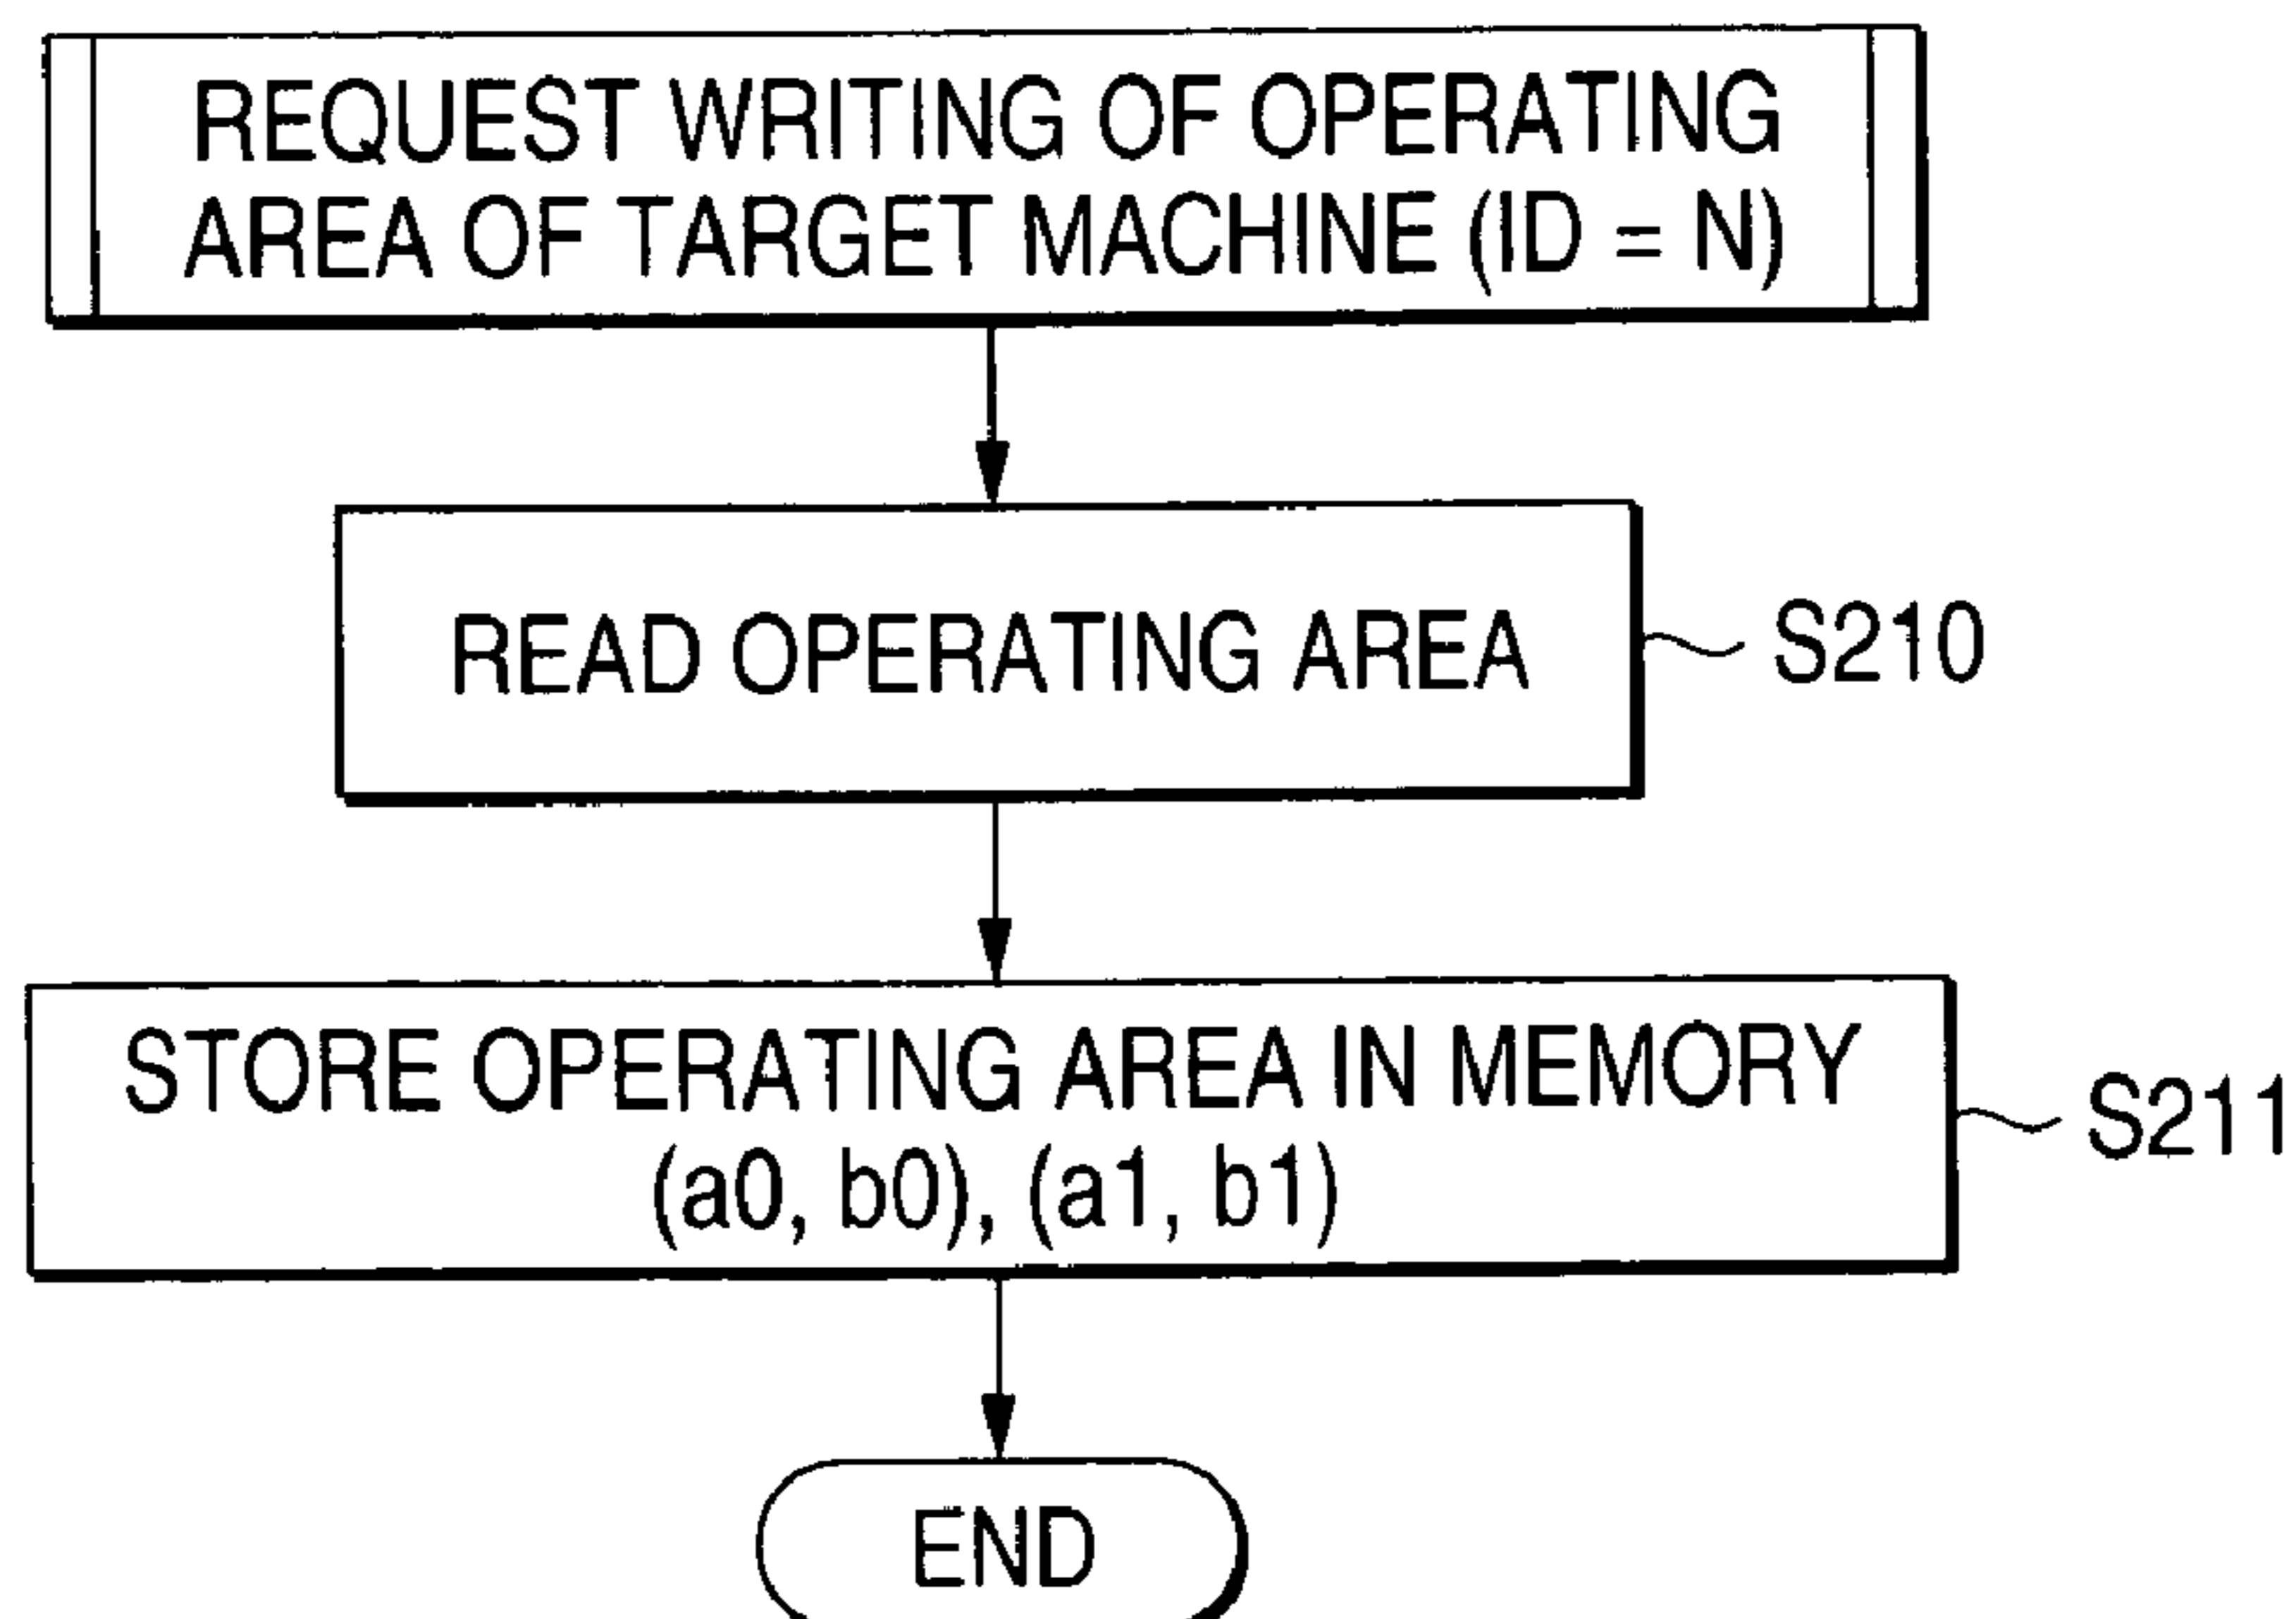 REQUEST WRITING OF OPERATING
AREA OF TARGET MACHINE (ID = N)
READ OPERATING AREA
S210
STORE OPERATING AREA IN MEMORY
(a0, b0), (a1, b1)
S211
END